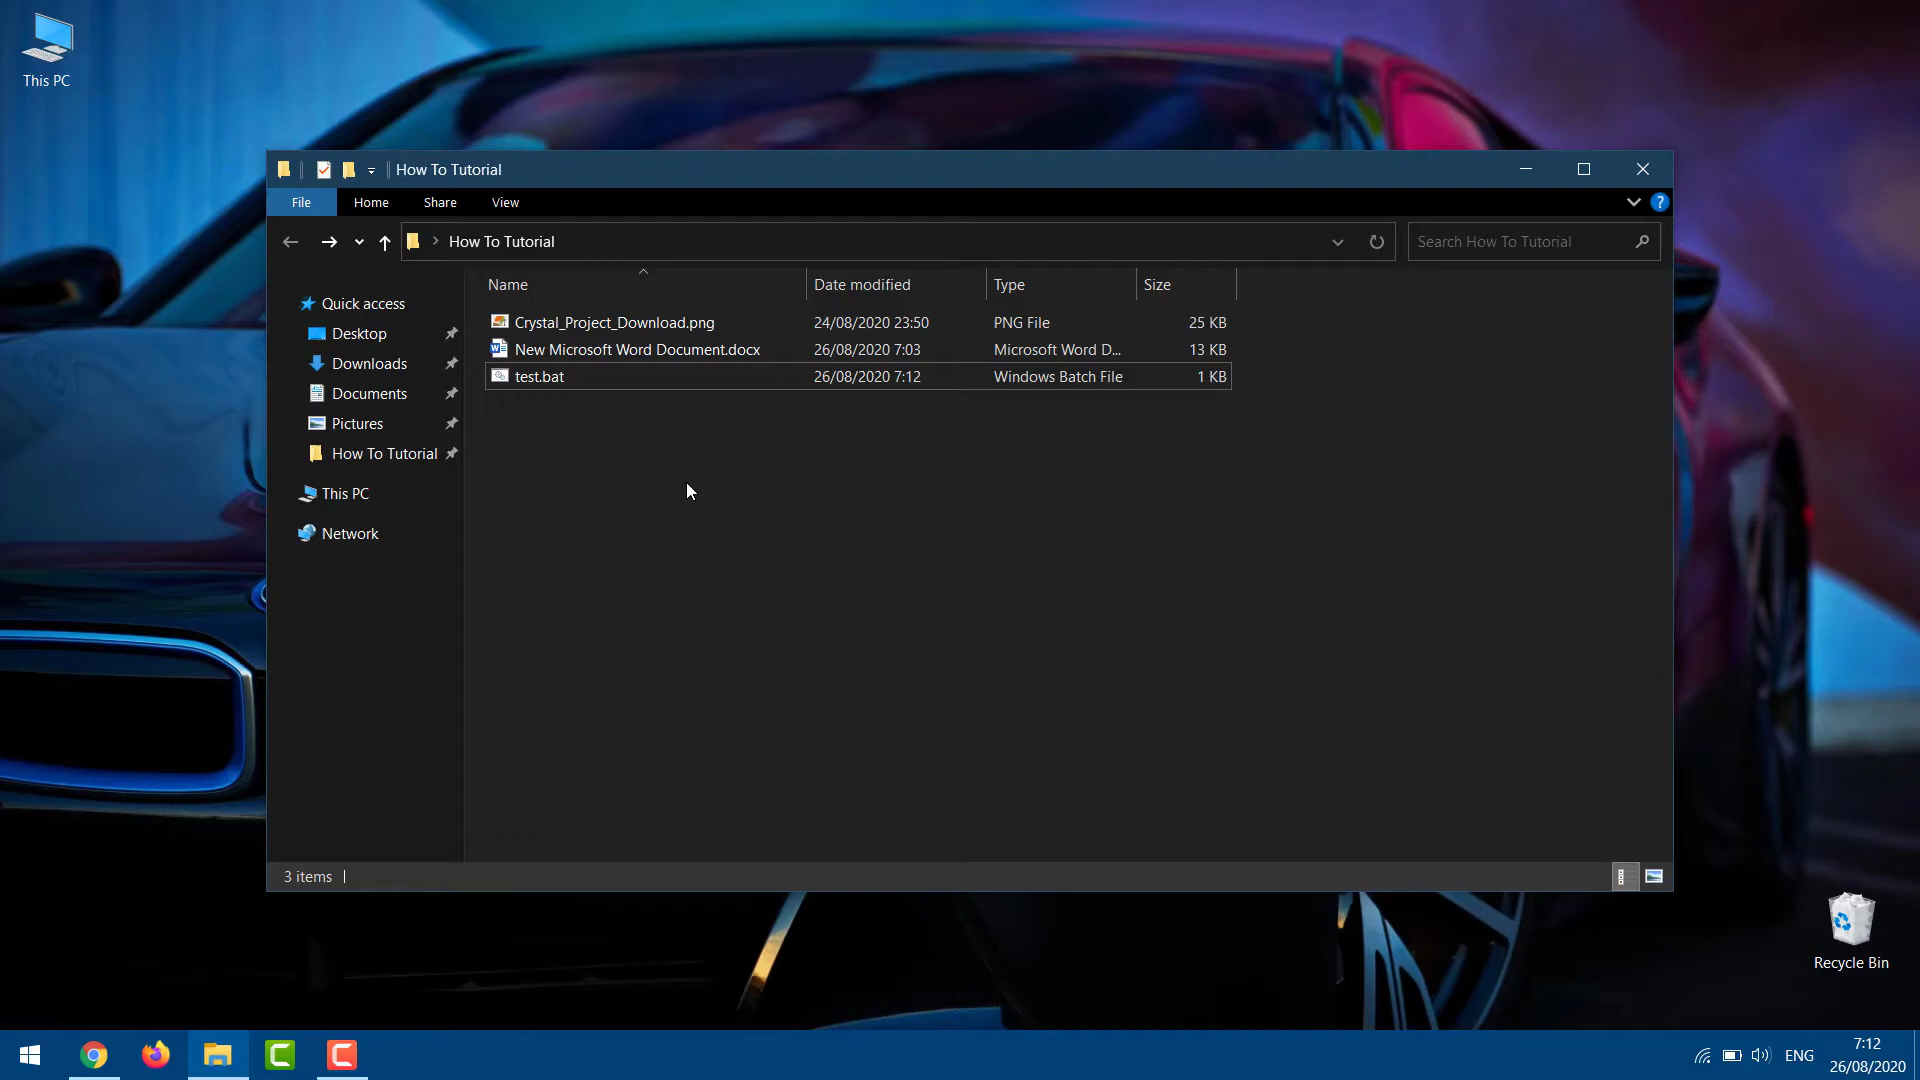 This PC
How To Tutorial
File Home Share View ?
How To Tutorial
Search How To Tutorial
Name Date modified Type Size
Quick access
Desktop
Downloads
Documents
Pictures
How To Tutorial
This PC
Network
Crystal_Project_Download.png 24/08/2020 23:50 PNG File 25 KB
New Microsoft Word Document.docx 26/08/2020 7:03 Microsoft Word D... 13 KB
test.bat 26/08/2020 7:12 Windows Batch File 1 KB
3 items
Recycle Bin
ENG
7:12
26/08/2020